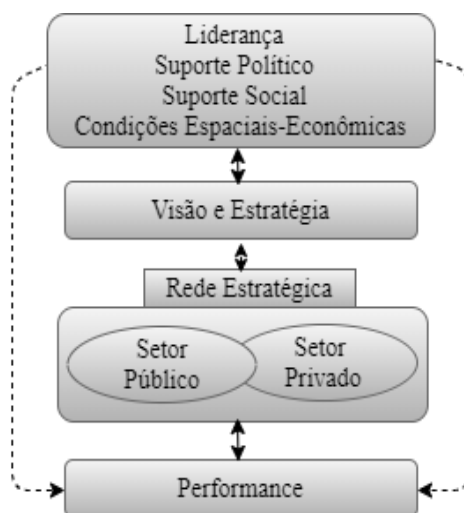 Liderança
Suporte Político
Suporte Social
Condições Espaciais-Econômicas
Visão e Estratégia
Rede Estratégica
Setor
Público
Setor
Privado
Performance